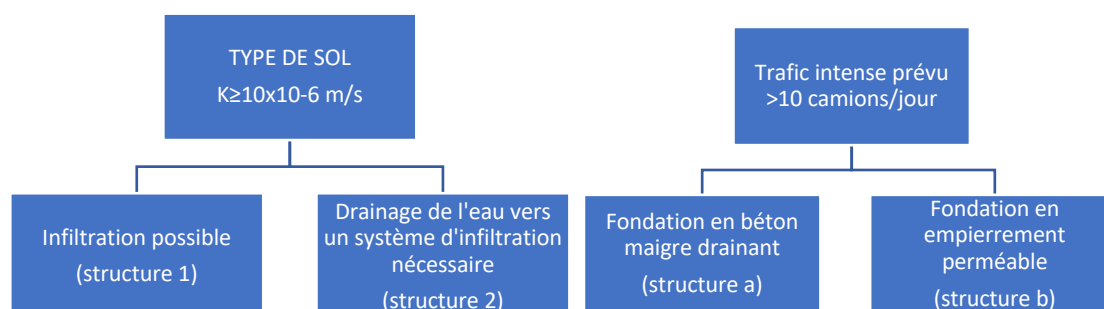 TYPE DE SOL
K≥10x10-6 m/s
Trafic intense prévu
>10 camions/jour
Infiltration possible
(structure 1)
Drainage de l'eau vers
un système d'infiltration
nécessaire
(structure 2)
Fondation en béton
maigre drainant
(structure a)
Fondation en
empierrement
perméable
(structure b)